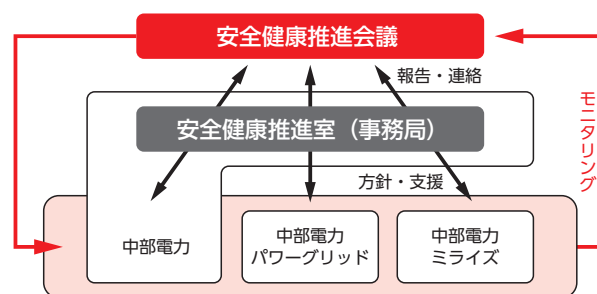 安全健康推進会議
報告・連絡
安全健康推進室（事務局）
モニタリング
方針・支援
中部電力
中部電力
パワーグリッド
中部電力
ミライズ